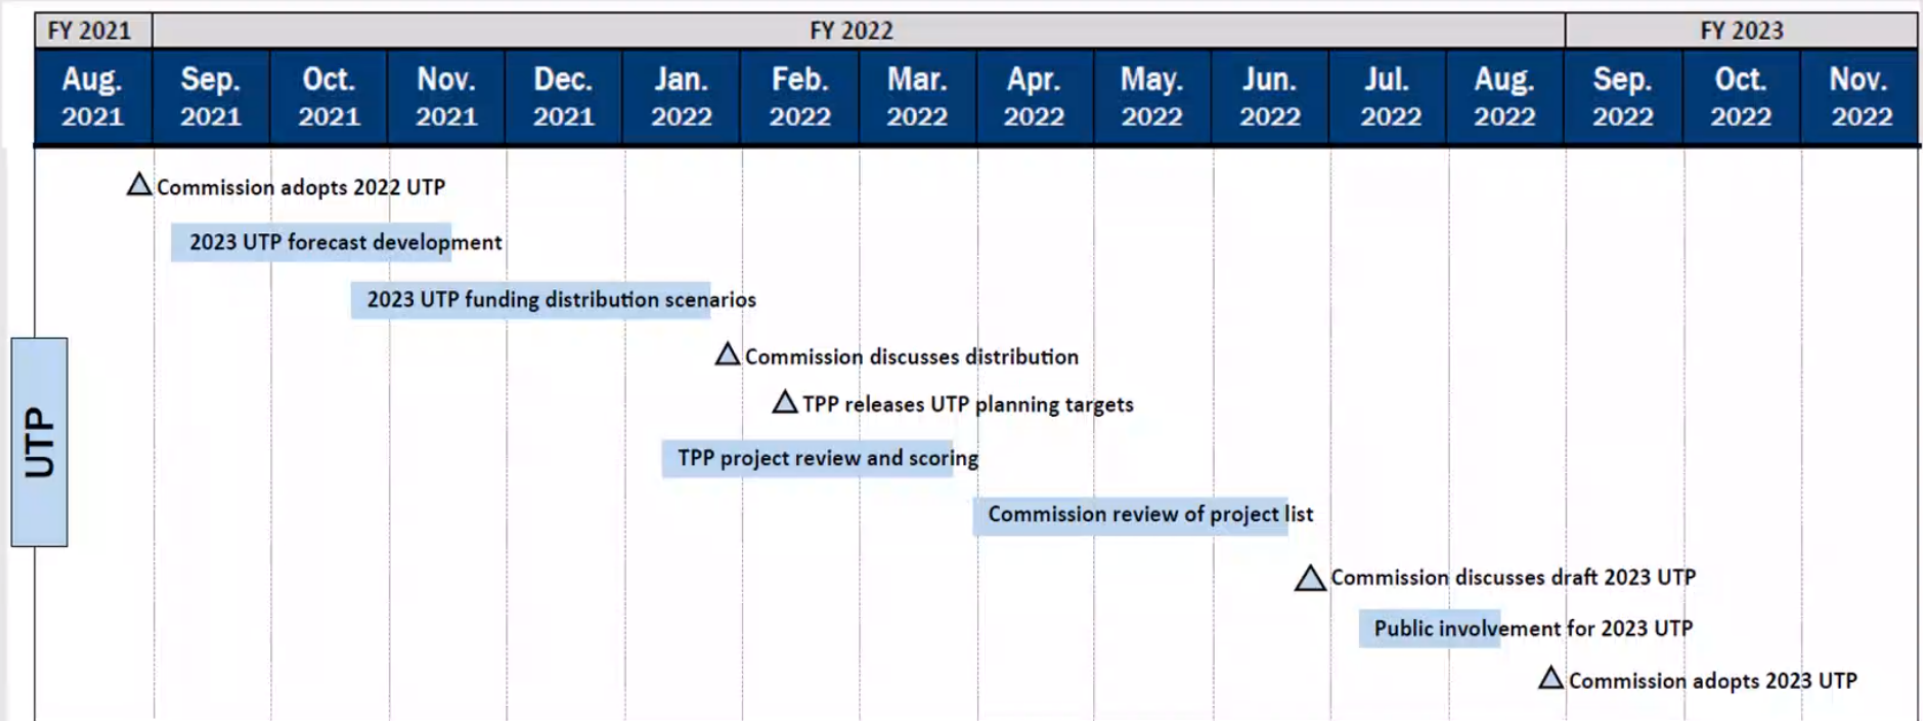 FY 2021 FY 2022 FY 2023
Aug. Sep. Oct. Nov. Dec. Jan. Feb. Mar. Apr. May. Jun. Jul. Aug. Sep. Oct. Nov.
2021 2021 2021 2021 2021 2022 2022 2022 2022 2022 2022 2022 2022 2022 2022 2022
Commission adopts 2022 UTP
2023 UTP forecast development
2023 UTP funding distribution scenarios
Commission discusses distribution
TPP releases UTP planning targets
UTP
TPP project review and scoring
Commission review of project list
Commission discusses draft 2023 UTP
Public involvement for 2023 UTP
Commission adopts 2023 UTP